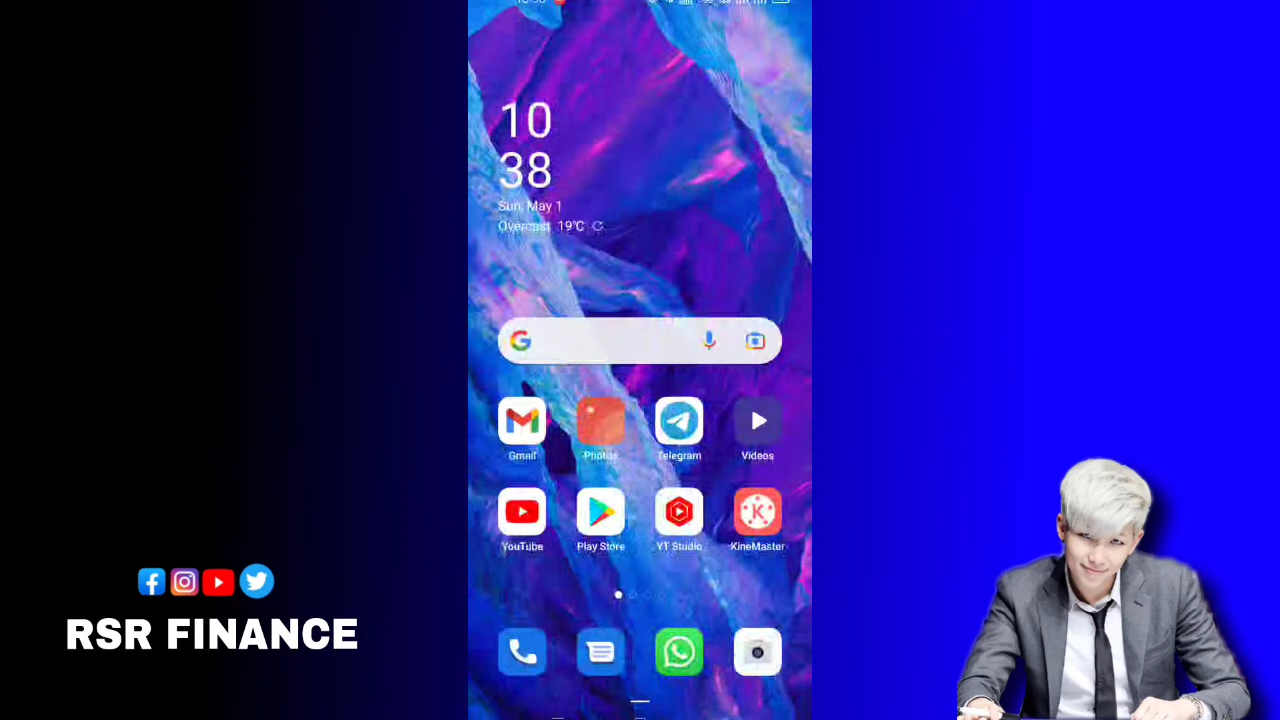 10
38
Sun, May 1
Overcast 19°C
Gmail Photos Telegram Videos
YouTube Play Store YT Studio KineMaster
RSR FINANCE